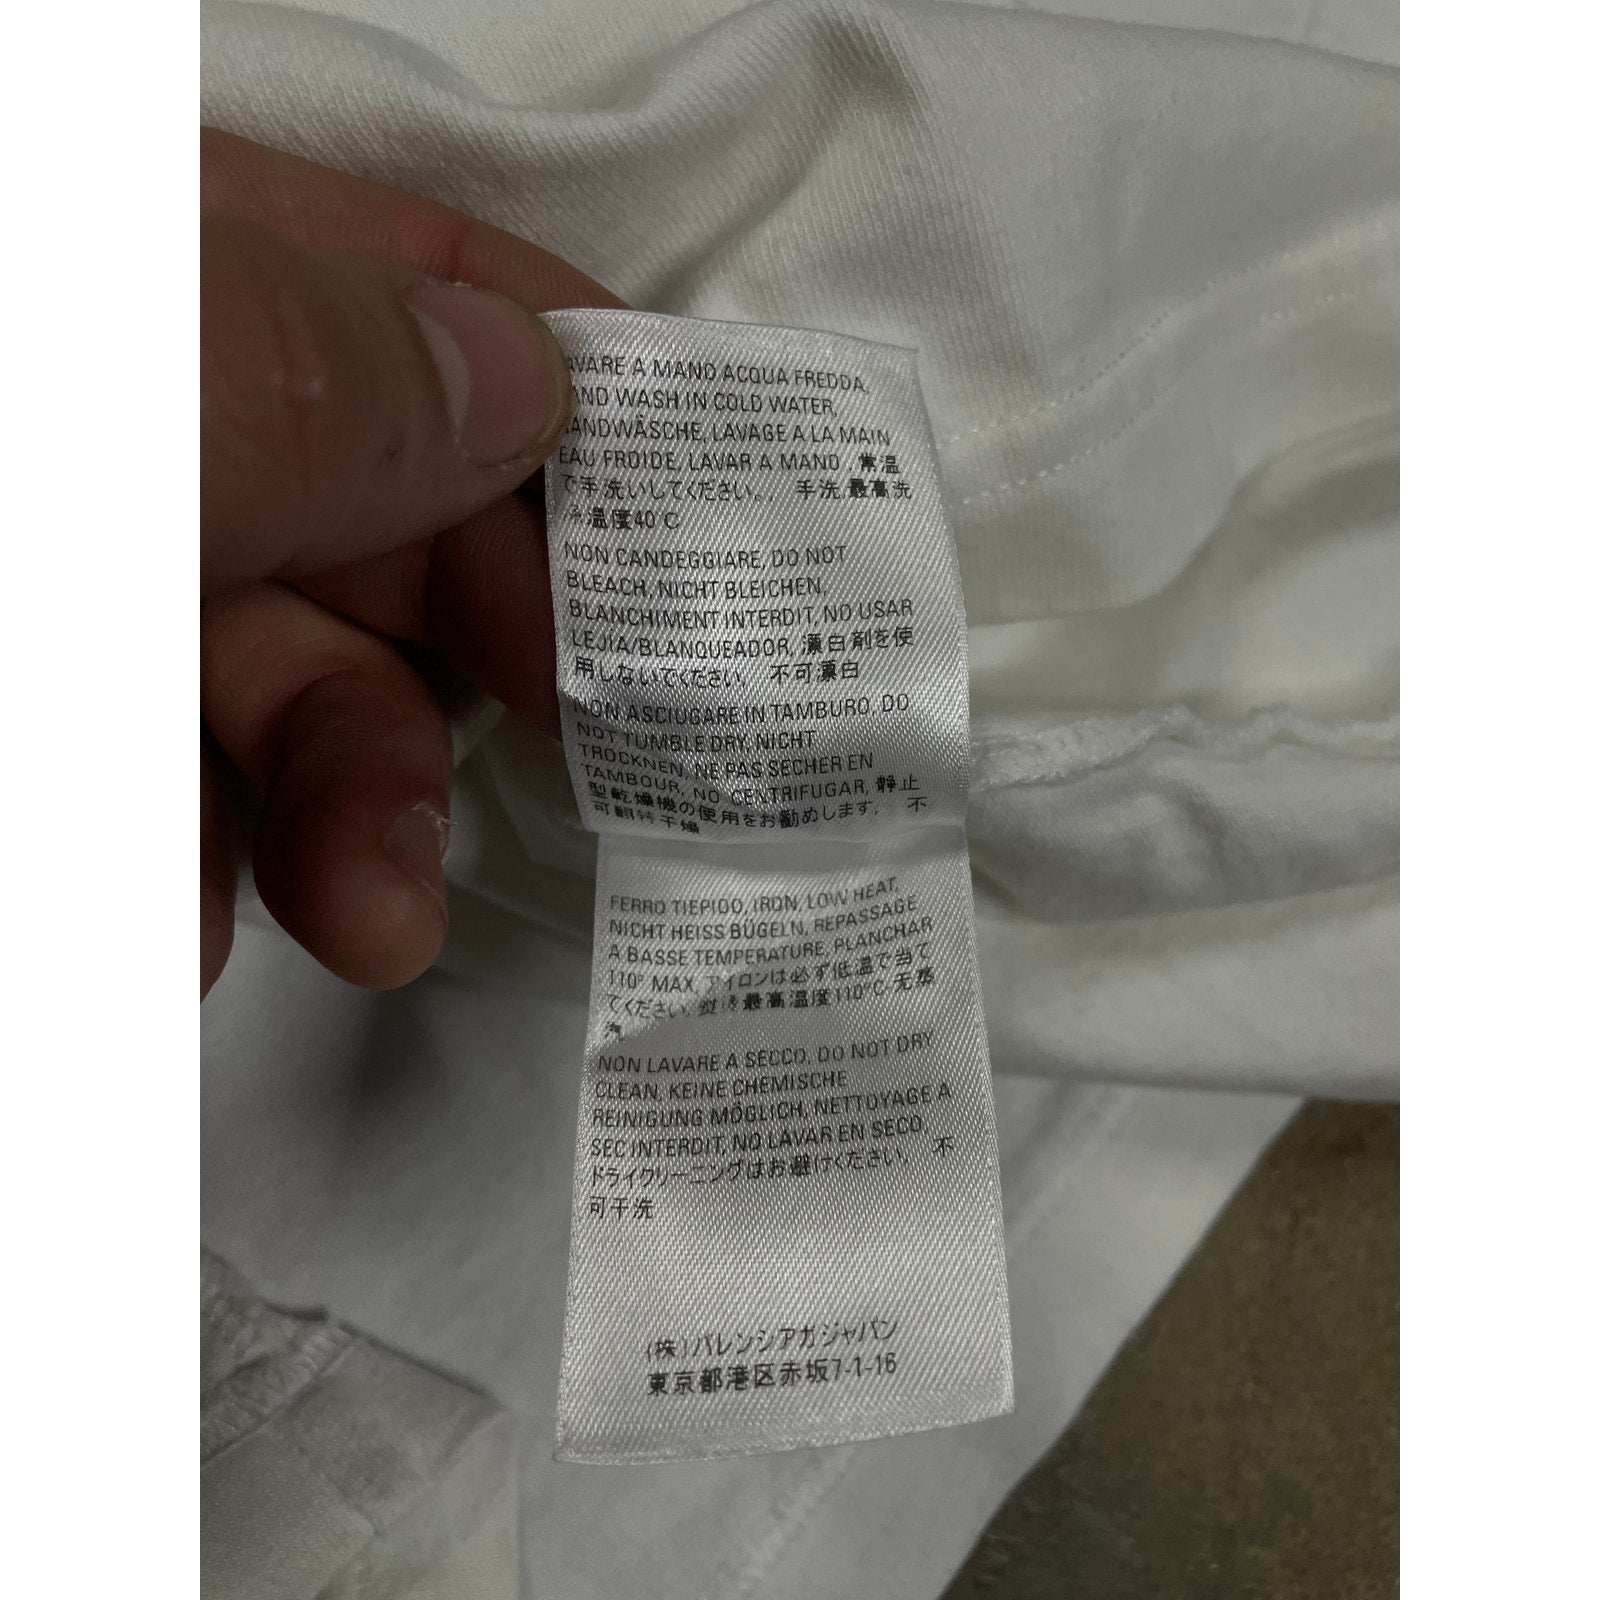 AVARE A MANO ACQUA FREDDA,
AND WASH IN COLD WATER,
ANDWÄSCHE, LAVAGE A LA MAIN
EAU FROIDE, LAVAR A MANO , 常温
で手洗いしてください。, 手洗,最高洗
温度40 C
NON CANDEGGIARE, DO NOT
BLEACH, NICHT BLEICHEN,
BLANCHIMENT INTERDIT, NO USAR
LEJIA/BLANQUEADOR, 漂白剤を使
用しないでください, 不可漂白
NON ASCIUGARE IN TAMBURO, DO
NOT TUMBLE DRY, NICHT
TROCKNEN, NE PAS SECHER EN
TAMBOUR, NO CENTRIFUGAR, 静止
型乾燥機の使用をお勧めします, 不
可翻转干燥
FERRO TIEPIDO, IRON, LOW HEAT,
NICHT HEISS BÜGELN, REPASSAGE
A BASSE TEMPERATURE, PLANCHAR
110° MAX, アイロンは必ず低温で当て
てください, 熨烫最高温度110°C-无蒸
汽
NON LAVARE A SECCO, DO NOT DRY
CLEAN, KEINE CHEMISCHE
REINIGUNG MÖGLICH, NETTOYAGE A
SEC INTERDIT, NO LAVAR EN SECO,
ドライクリーニングはお避けください, 不
可干洗
(株)バレンシアガジャパン
東京都港区赤坂7-1-16